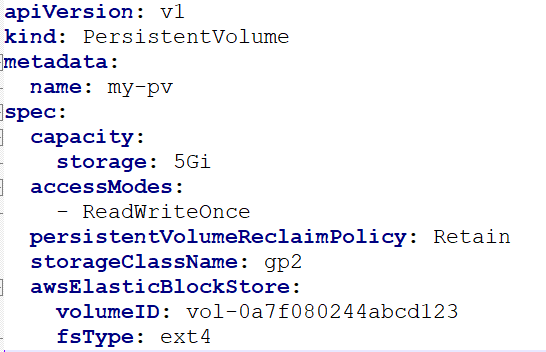 apiVersion: v1
kind: PersistentVolume
metadata:
  name: my-pv
spec:
  capacity:
    storage: 5Gi
  accessModes:
    - ReadWriteOnce
  persistentVolumeReclaimPolicy: Retain
  storageClassName: gp2
  awsElasticBlockStore:
    volumeID: vol-0a7f080244abcd123
    fsType: ext4